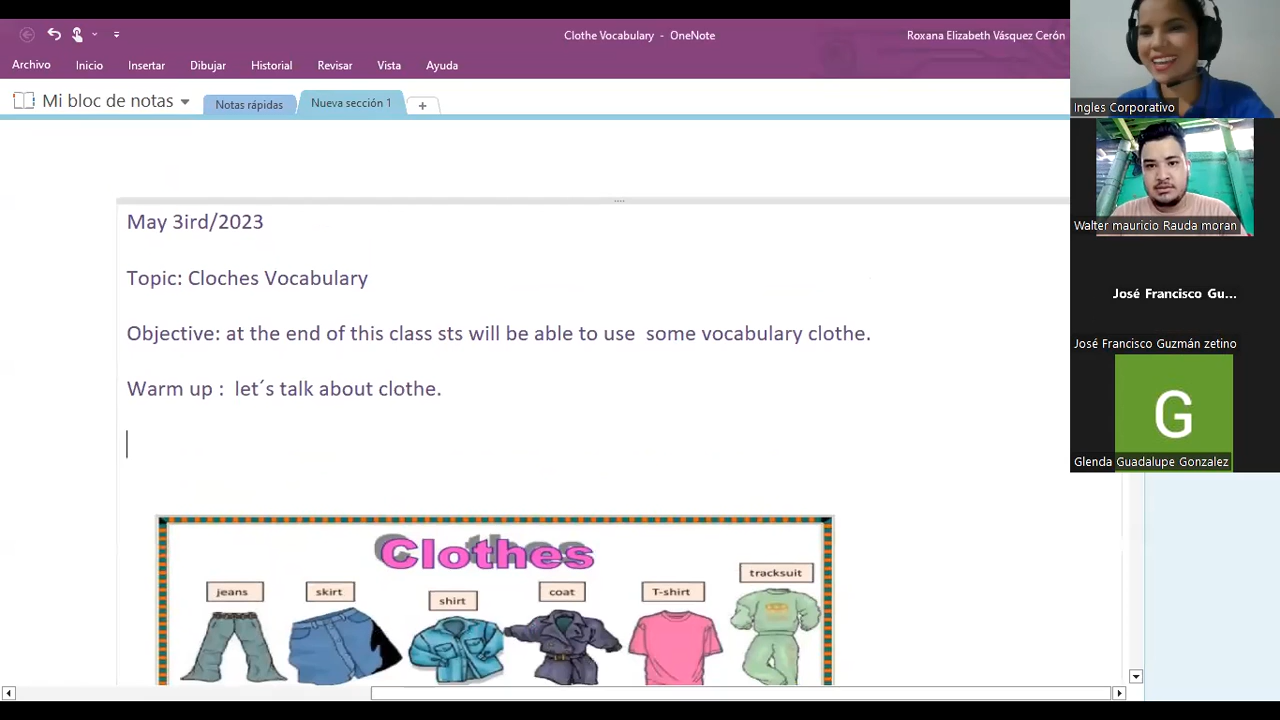 Clothe Vocabulary - OneNote
Roxana Elizabeth Vásquez Cerón
Archivo Inicio Insertar Dibujar Historial Revisar Vista Ayuda
Mi bloc de notas Notas rápidas Nueva sección 1 +
Ingles Corporativo
Walter mauricio Rauda moran
José Francisco Gu...
José Francisco Guzmán zetino
G
Glenda Guadalupe Gonzalez
May 3ird/2023
Topic: Cloches Vocabulary
Objective: at the end of this class sts will be able to use some vocabulary clothe.
Warm up : let´s talk about clothe.
Clothes
jeans skirt shirt coat T-shirt tracksuit